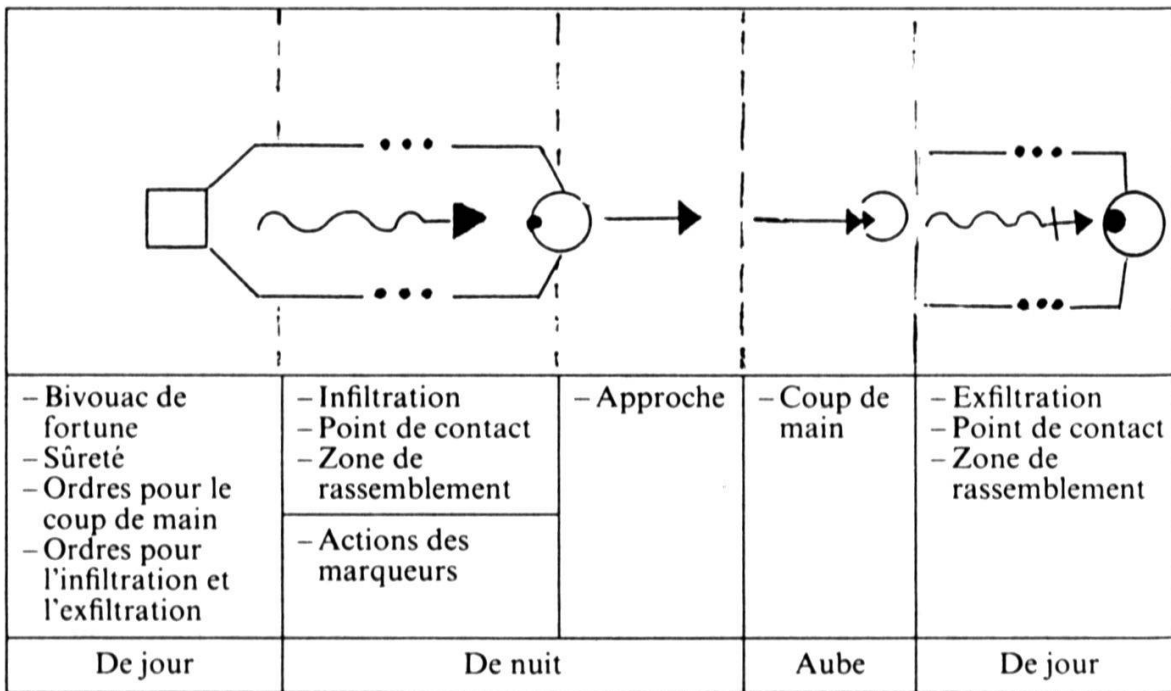 – Bivouac de
fortune
– Sûreté
– Ordres pour le
coup de main
– Ordres pour
l'infiltration et
l'exfiltration
– Infiltration
– Point de contact
– Zone de
rassemblement
– Actions des
marqueurs
– Approche
– Coup de
main
– Exfiltration
– Point de contact
– Zone de
rassemblement
De jour
De nuit
Aube
De jour